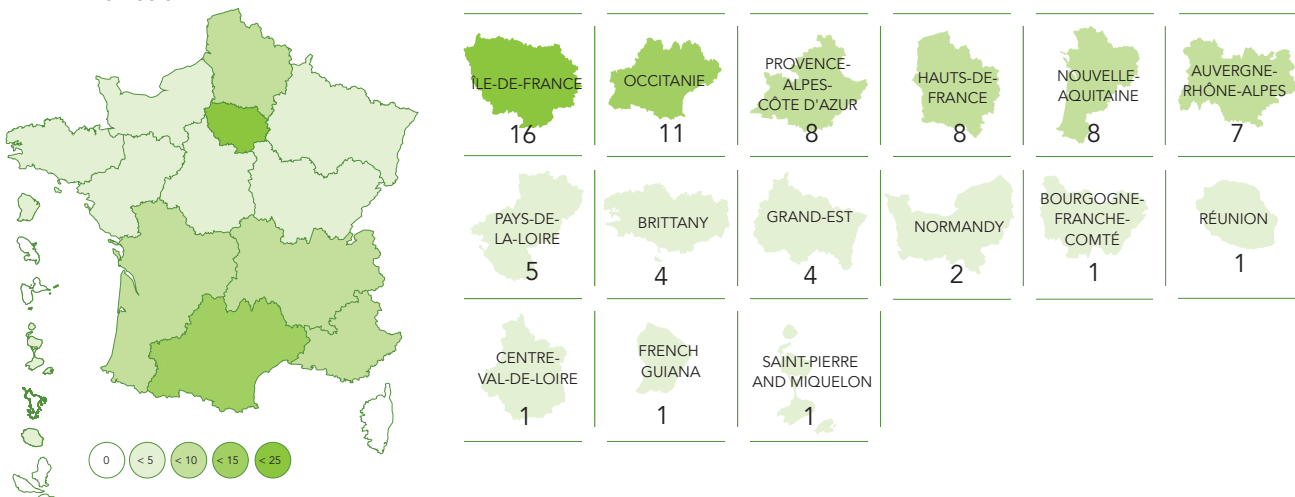 ÎLE-DE-FRANCE
16
OCCITANIE
11
PROVENCE-
ALPES-
CÔTE D'AZUR
8
HAUTS-DE-
FRANCE
8
NOUVELLE-
AQUITAINE
8
AUVERGNE-
RHÔNE-ALPES
7
PAYS-DE-
LA-LOIRE
5
BRITTANY
4
GRAND-EST
4
NORMANDY
2
BOURGOGNE-
FRANCHE-
COMTÉ
1
RÉUNION
1
CENTRE-
VAL-DE-LOIRE
1
FRENCH
GUIANA
1
SAINT-PIERRE
AND MIQUELON
1
0
< 5
< 10
< 15
< 25